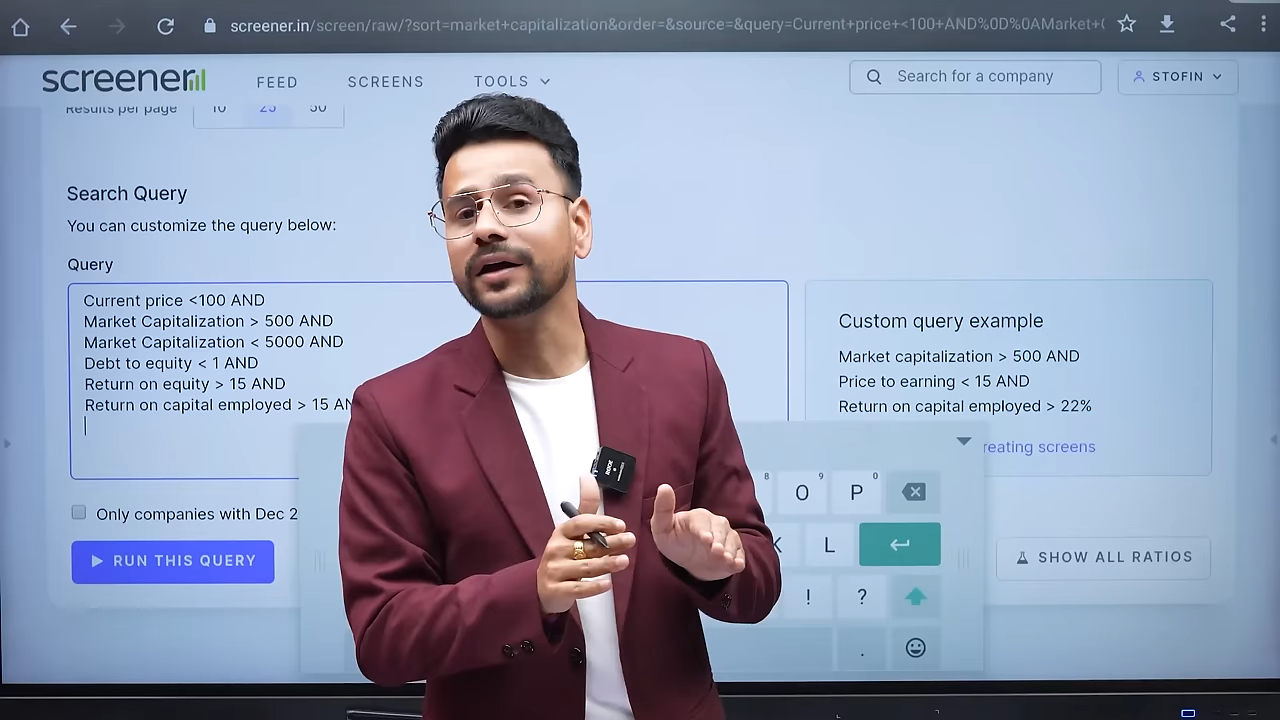 screener.in/screen/raw/?sort=market+capitalization&order=&source=&query=Current+price+<100+AND%0D%0AMarket+
screener
FEED
SCREENS
TOOLS
Search for a company
STOFIN
Results per page
10
25
50
Search Query
You can customize the query below:
Query
Current price <100 AND
Market Capitalization > 500 AND
Market Capitalization < 5000 AND
Debt to equity < 1 AND
Return on equity > 15 AND
Return on capital employed > 15 AN
Custom query example
Market capitalization > 500 AND
Price to earning < 15 AND
Return on capital employed > 22%
reating screens
Only companies with Dec 2
RUN THIS QUERY
SHOW ALL RATIOS
8
O 9
P 0
K
L
!
?
.
RODE